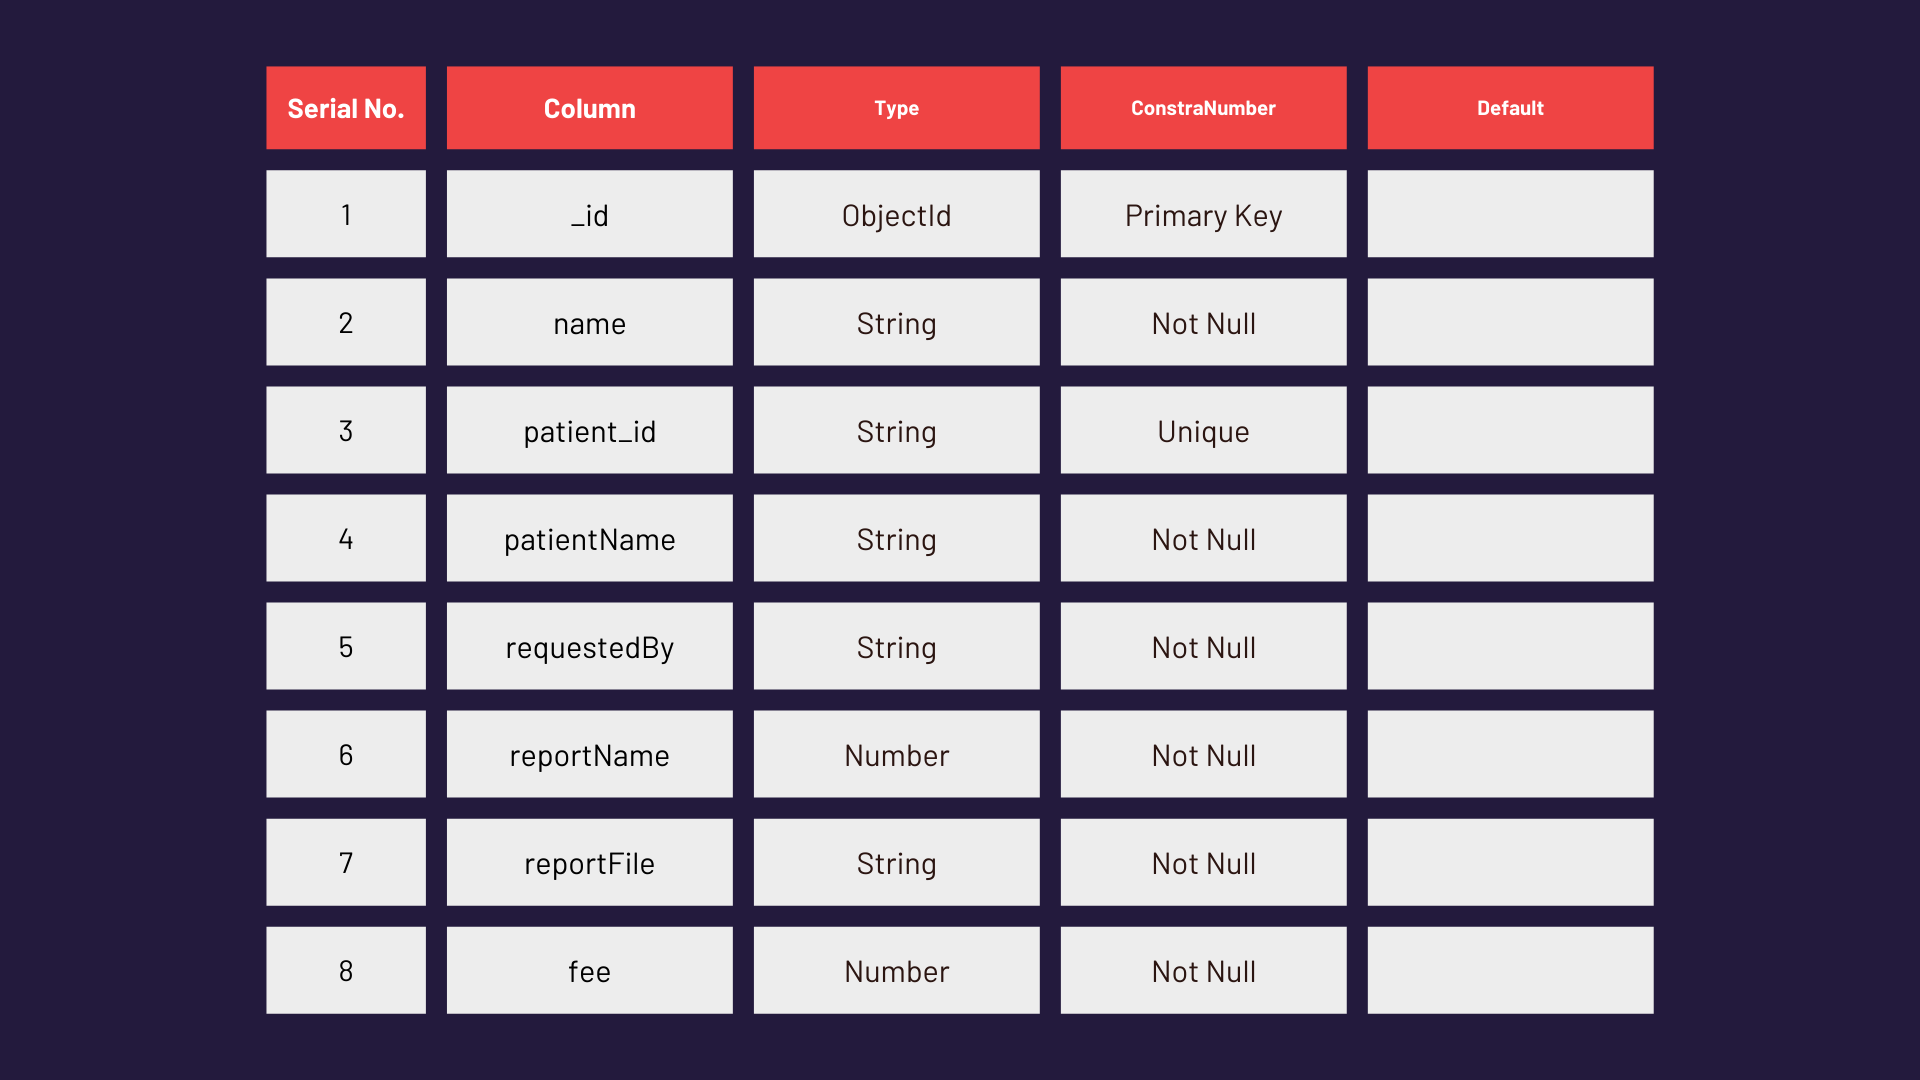 Serial No. Column Type ConstraNumber Default
1 _id ObjectId Primary Key
2 name String Not Null
3 patient_id String Unique
4 patientName String Not Null
5 requestedBy String Not Null
6 reportName Number Not Null
7 reportFile String Not Null
8 fee Number Not Null